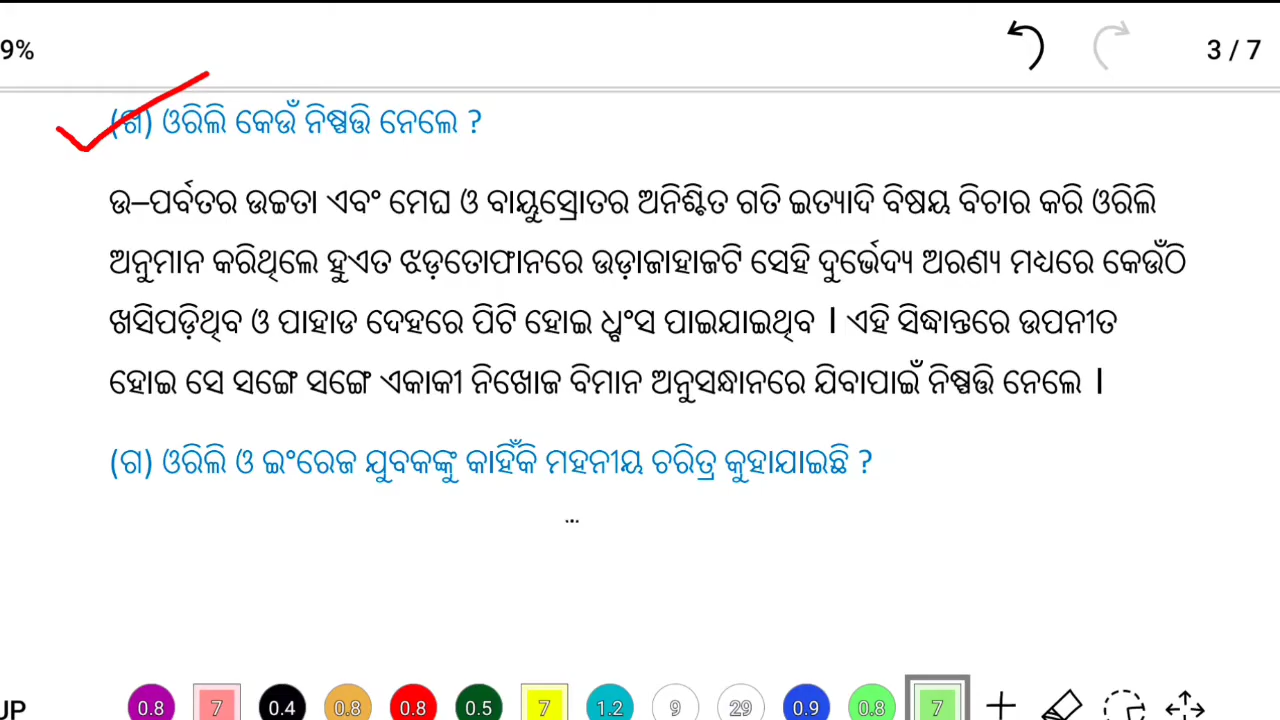 9%
3 / 7
(ଖ) ଓରିଲି କେଉଁ ନିଷ୍ପତ୍ତି ନେଲେ ?
ଉ–ପର୍ବତର ଉଚ୍ଚତା ଏବଂ ମେଘ ଓ ବାୟୁସ୍ରୋତର ଅନିଶ୍ଚିତ ଗତି ଇତ୍ୟାଦି ବିଷୟ ବିଚାର କରି ଓରିଲି
ଅନୁମାନ କରିଥିଲେ ହୁଏତ ଝଡ଼ତୋଫାନରେ ଉଡ଼ାଜାହାଜଟି ସେହି ଦୁର୍ଭେଦ୍ୟ ଅରଣ୍ୟ ମଧ୍ୟରେ କେଉଁଠି
ଖସିପଡ଼ିଥିବ ଓ ପାହାଡ ଦେହରେ ପିଟି ହୋଇ ଧ୍ବଂସ ପାଇଯାଇଥିବ । ଏହି ସିଦ୍ଧାନ୍ତରେ ଉପନୀତ
ହୋଇ ସେ ସଙ୍ଗେ ସଙ୍ଗେ ଏକାକୀ ନିଖୋଜ ବିମାନ ଅନୁସନ୍ଧାନରେ ଯିବାପାଇଁ ନିଷ୍ପତ୍ତି ନେଲେ ।
(ଗ) ଓରିଲି ଓ ଇଂରେଜ ଯୁବକଙ୍କୁ କାହିଁକି ମହନୀୟ ଚରିତ୍ର କୁହାଯାଇଛି ?
...
UP
0.8 7 0.4 0.8 0.8 0.5 7 1.2 9 29 0.9 0.8 7